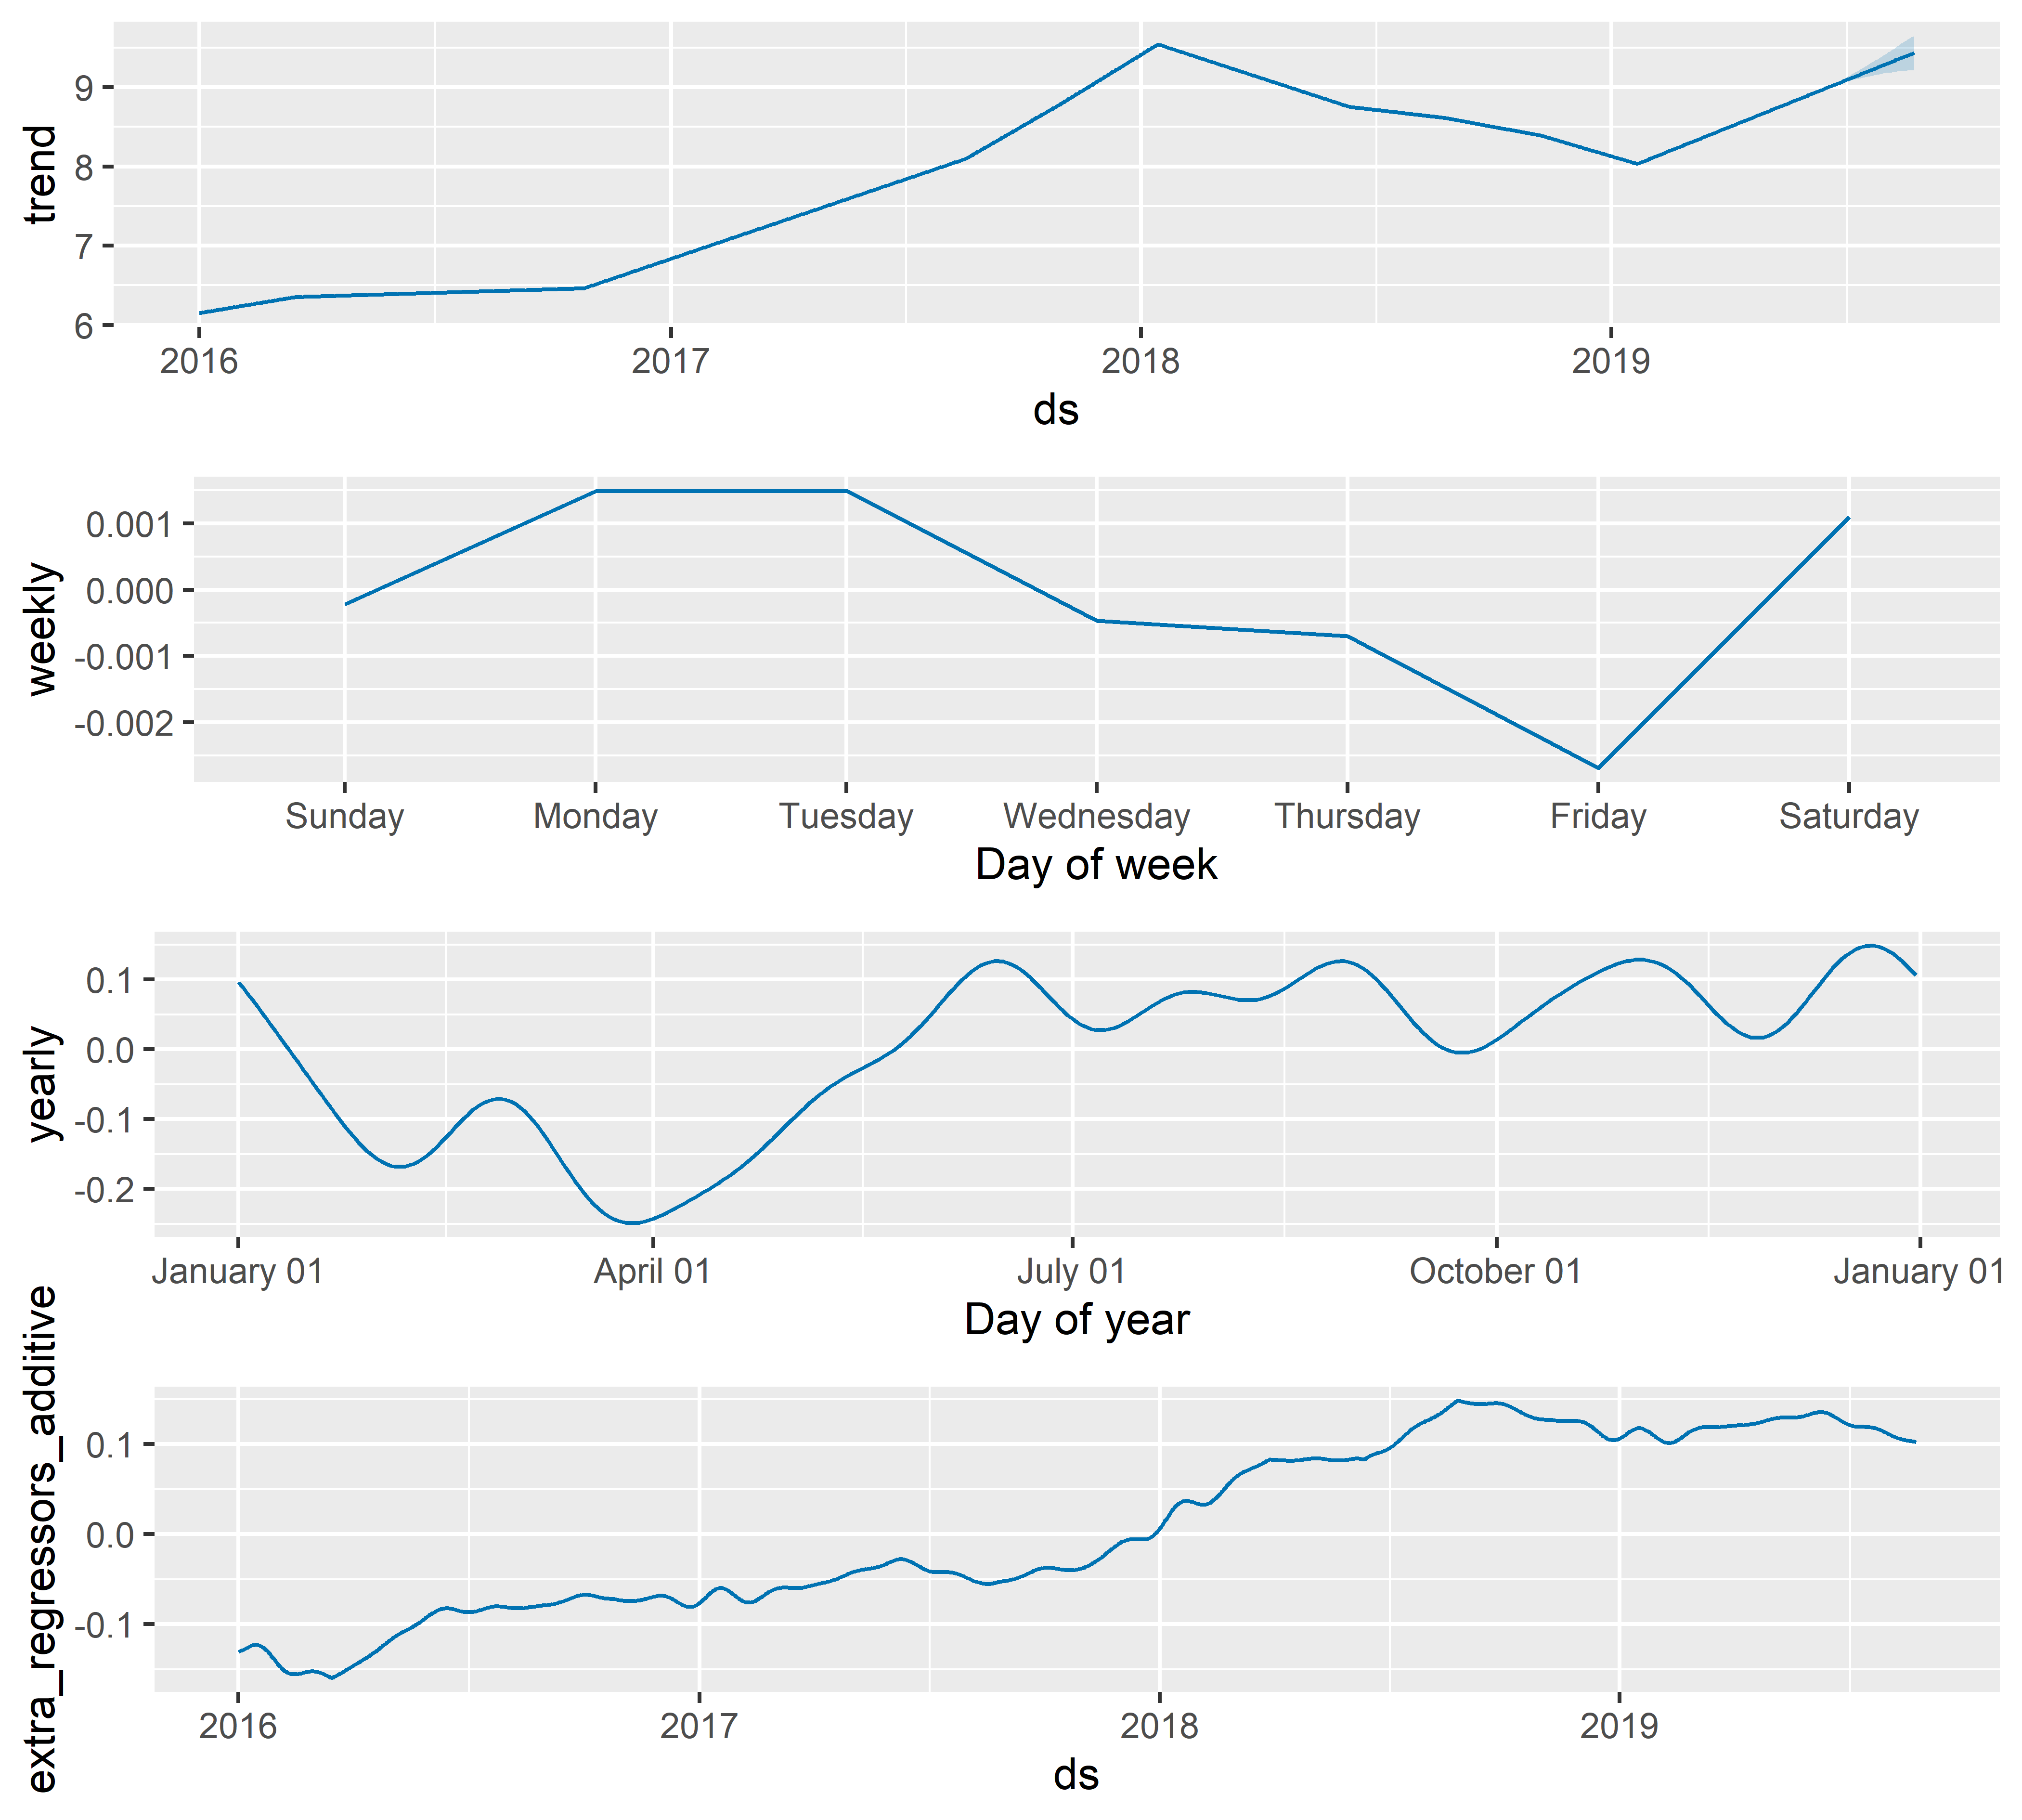 trend
9
8
7
6
2016 2017 2018 2019
ds
weekly
0.001
0.000
-0.001
-0.002
Sunday Monday Tuesday Wednesday Thursday Friday Saturday
Day of week
yearly
0.1
0.0
-0.1
-0.2
January 01 April 01 July 01 October 01 January 01
Day of year
extra_regressors_additive
0.1
0.0
-0.1
2016 2017 2018 2019
ds